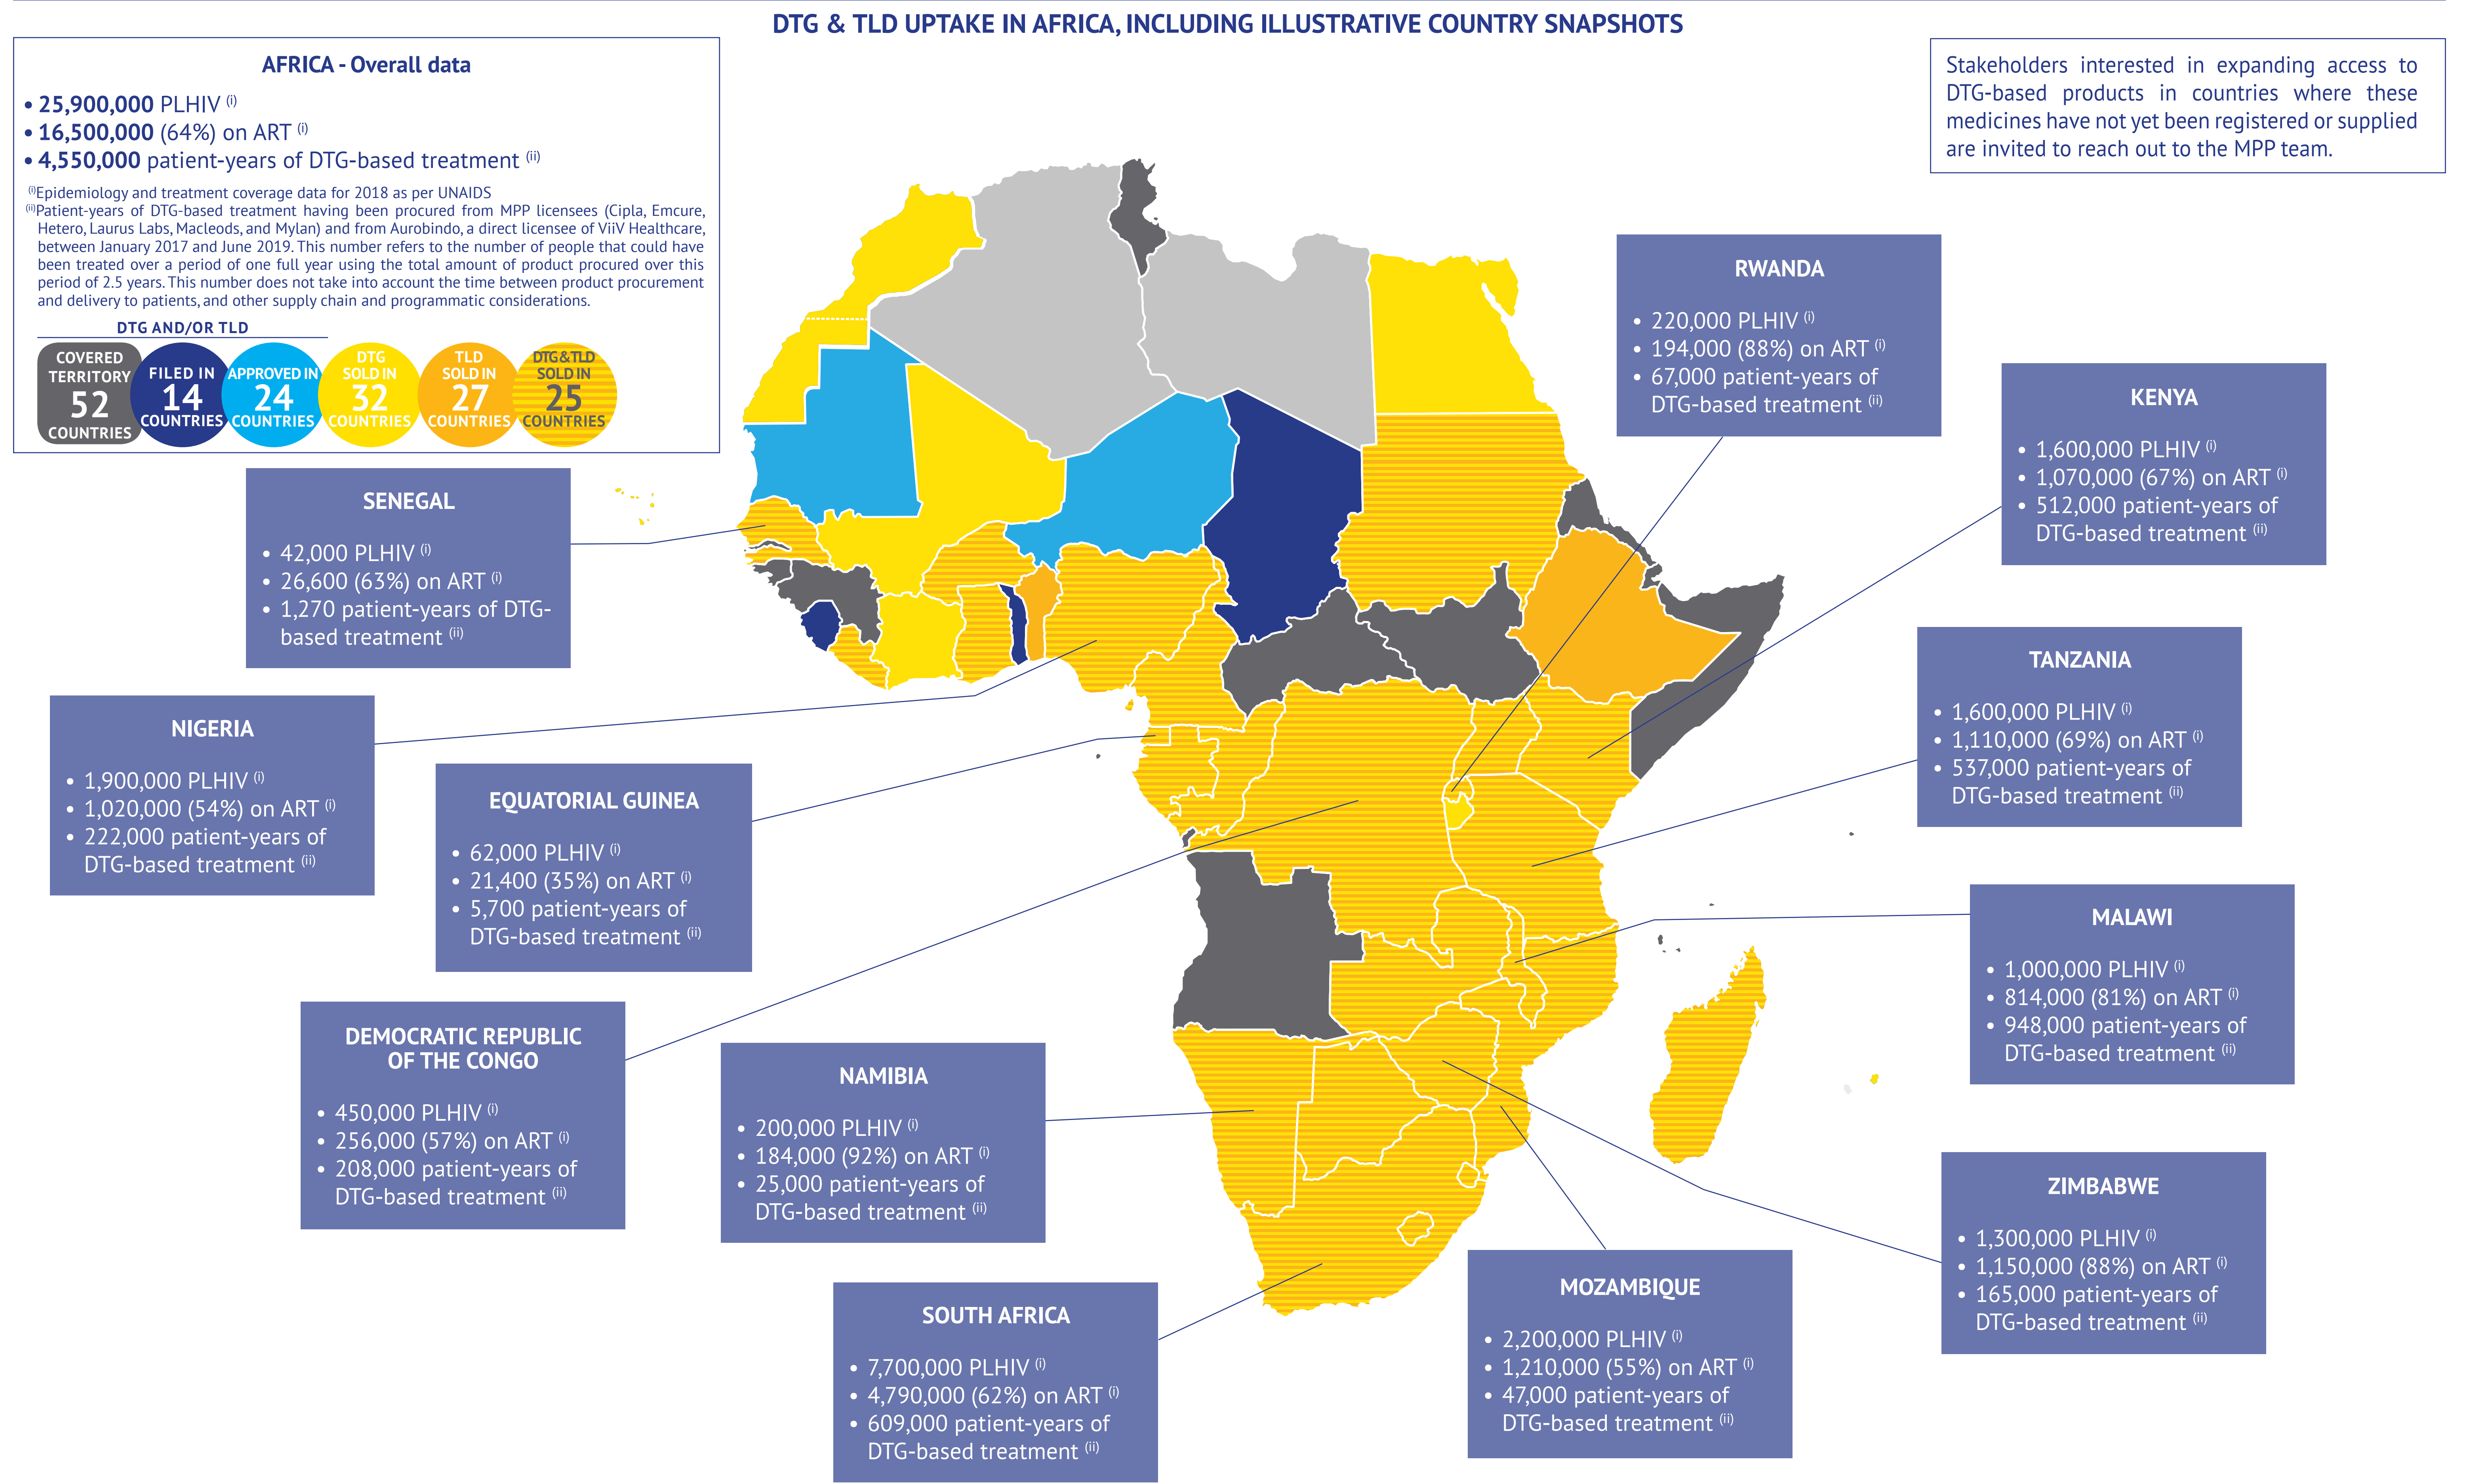 DTG & TLD UPTAKE IN AFRICA, INCLUDING ILLUSTRATIVE COUNTRY SNAPSHOTS
AFRICA - Overall data
• 25,900,000 PLHIV (i)
• 16,500,000 (64%) on ART (i)
• 4,550,000 patient-years of DTG-based treatment (ii)
(i)Epidemiology and treatment coverage data for 2018 as per UNAIDS
(ii)Patient-years of DTG-based treatment having been procured from MPP licensees (Cipla, Emcure,
Hetero, Laurus Labs, Macleods, and Mylan) and from Aurobindo, a direct licensee of ViiV Healthcare,
between January 2017 and June 2019. This number refers to the number of people that could have
been treated over a period of one full year using the total amount of product procured over this
period of 2.5 years. This number does not take into account the time between product procurement
and delivery to patients, and other supply chain and programmatic considerations.
DTG AND/OR TLD
COVERED
TERRITORY
52
COUNTRIES
FILED IN
14
COUNTRIES
APPROVED IN
24
COUNTRIES
DTG
SOLD IN
32
COUNTRIES
TLD
SOLD IN
27
COUNTRIES
DTG&TLD
SOLD IN
25
COUNTRIES
Stakeholders interested in expanding access to
DTG-based products in countries where these
medicines have not yet been registered or supplied
are invited to reach out to the MPP team.
RWANDA
• 220,000 PLHIV (i)
• 194,000 (88%) on ART (i)
• 67,000 patient-years of
DTG-based treatment (ii)
KENYA
• 1,600,000 PLHIV (i)
• 1,070,000 (67%) on ART (i)
• 512,000 patient-years of
DTG-based treatment (ii)
SENEGAL
• 42,000 PLHIV (i)
• 26,600 (63%) on ART (i)
• 1,270 patient-years of DTG-
based treatment (ii)
TANZANIA
• 1,600,000 PLHIV (i)
• 1,110,000 (69%) on ART (i)
• 537,000 patient-years of
DTG-based treatment (ii)
NIGERIA
• 1,900,000 PLHIV (i)
• 1,020,000 (54%) on ART (i)
• 222,000 patient-years of
DTG-based treatment (ii)
EQUATORIAL GUINEA
• 62,000 PLHIV (i)
• 21,400 (35%) on ART (i)
• 5,700 patient-years of
DTG-based treatment (ii)
MALAWI
• 1,000,000 PLHIV (i)
• 814,000 (81%) on ART (i)
• 948,000 patient-years of
DTG-based treatment (ii)
DEMOCRATIC REPUBLIC
OF THE CONGO
• 450,000 PLHIV (i)
• 256,000 (57%) on ART (i)
• 208,000 patient-years of
DTG-based treatment (ii)
NAMIBIA
• 200,000 PLHIV (i)
• 184,000 (92%) on ART (i)
• 25,000 patient-years of
DTG-based treatment (ii)
ZIMBABWE
• 1,300,000 PLHIV (i)
• 1,150,000 (88%) on ART (i)
• 165,000 patient-years of
DTG-based treatment (ii)
MOZAMBIQUE
• 2,200,000 PLHIV (i)
• 1,210,000 (55%) on ART (i)
• 47,000 patient-years of
DTG-based treatment (ii)
SOUTH AFRICA
• 7,700,000 PLHIV (i)
• 4,790,000 (62%) on ART (i)
• 609,000 patient-years of
DTG-based treatment (ii)